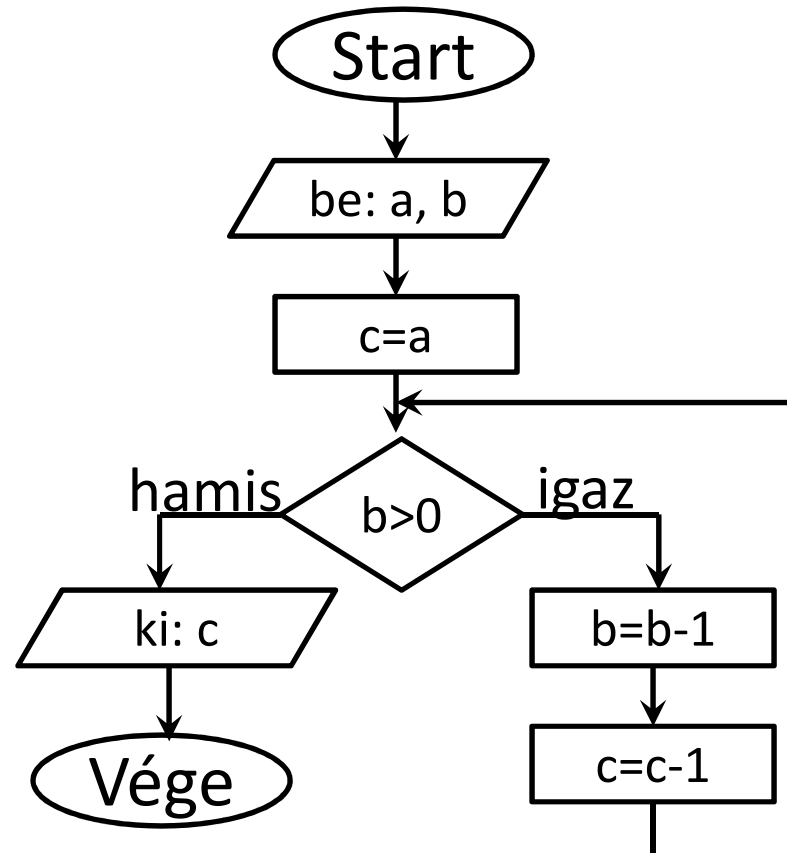 Start
be: a, b
c=a
hamis
igaz
b>0
ki: c
b=b-1
Vége
c=c-1